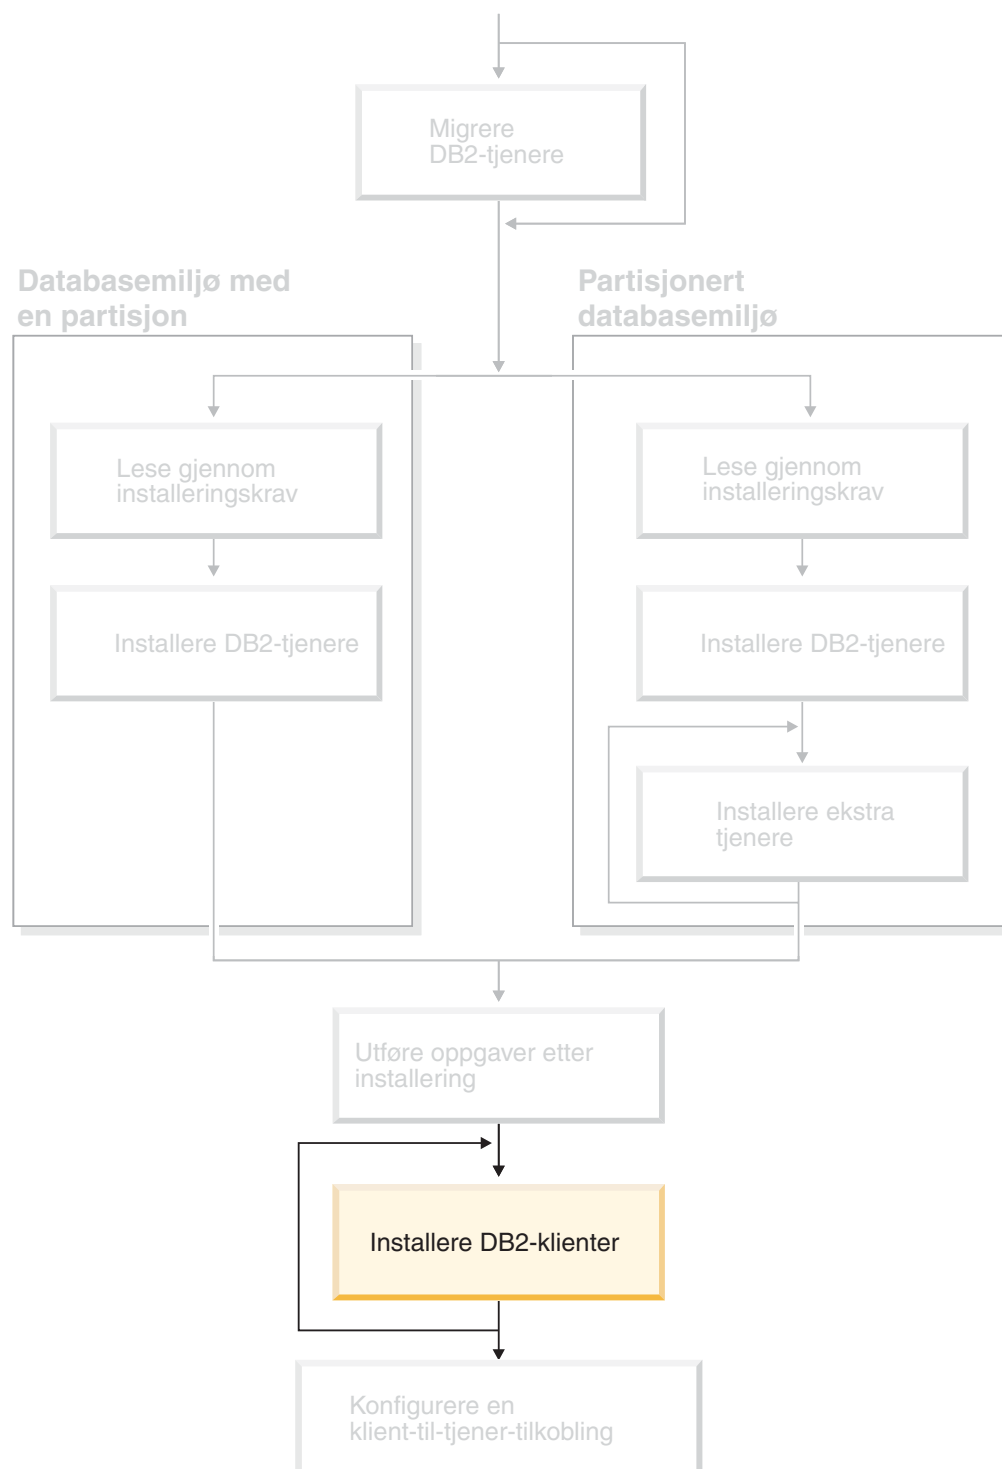 Migrere
DB2-tjenere
Databasemiljø med
en partisjon
Partisjonert
databasemiljø
Lese gjennom
installeringskrav
Lese gjennom
installeringskrav
Installere DB2-tjenere
Installere DB2-tjenere
Installere ekstra
tjenere
Utføre oppgaver etter
installering
Installere DB2-klienter
Konfigurere en
klient-til-tjener-tilkobling